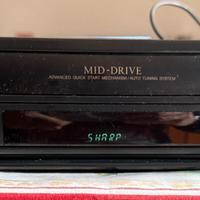 MID-DRIVE
ADVANCED QUICK START MECHANISM/AUTO TUNING SYSTEM
SHARP